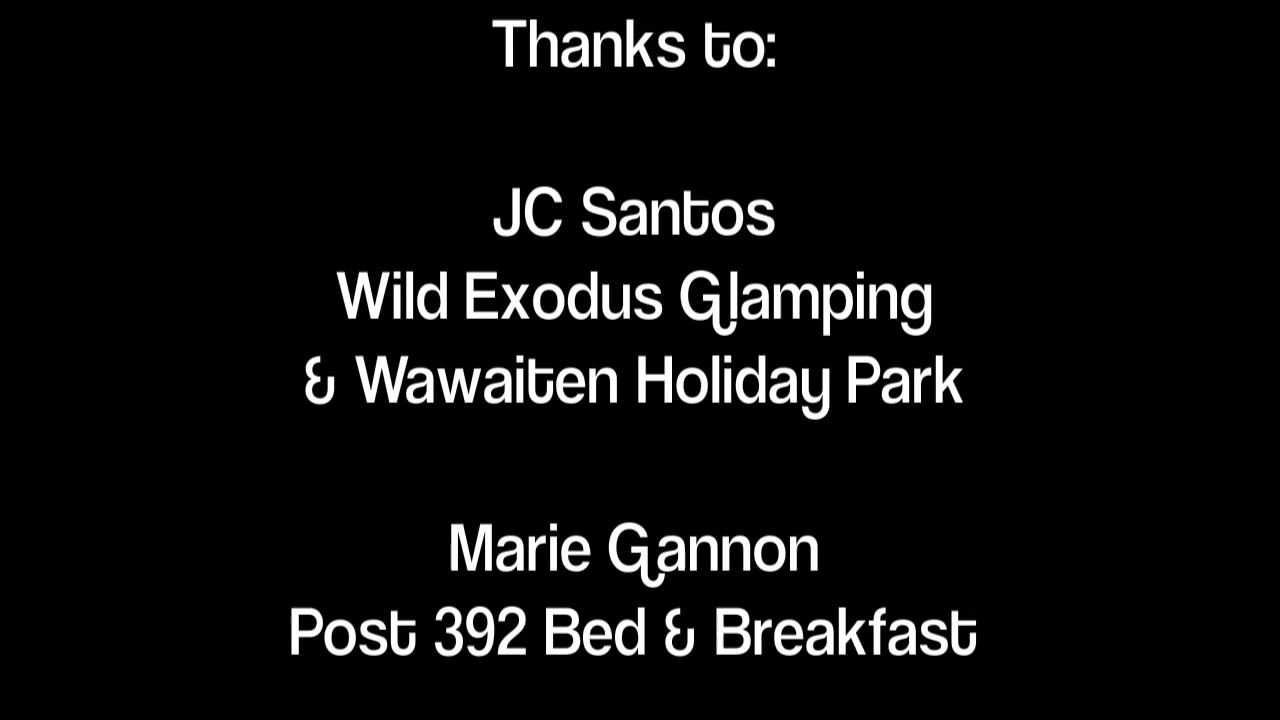 Thanks to:
JC Santos
Wild Exodus Glamping
& Wawaiten Holiday Park
Marie Gannon
Post 392 Bed & Breakfast